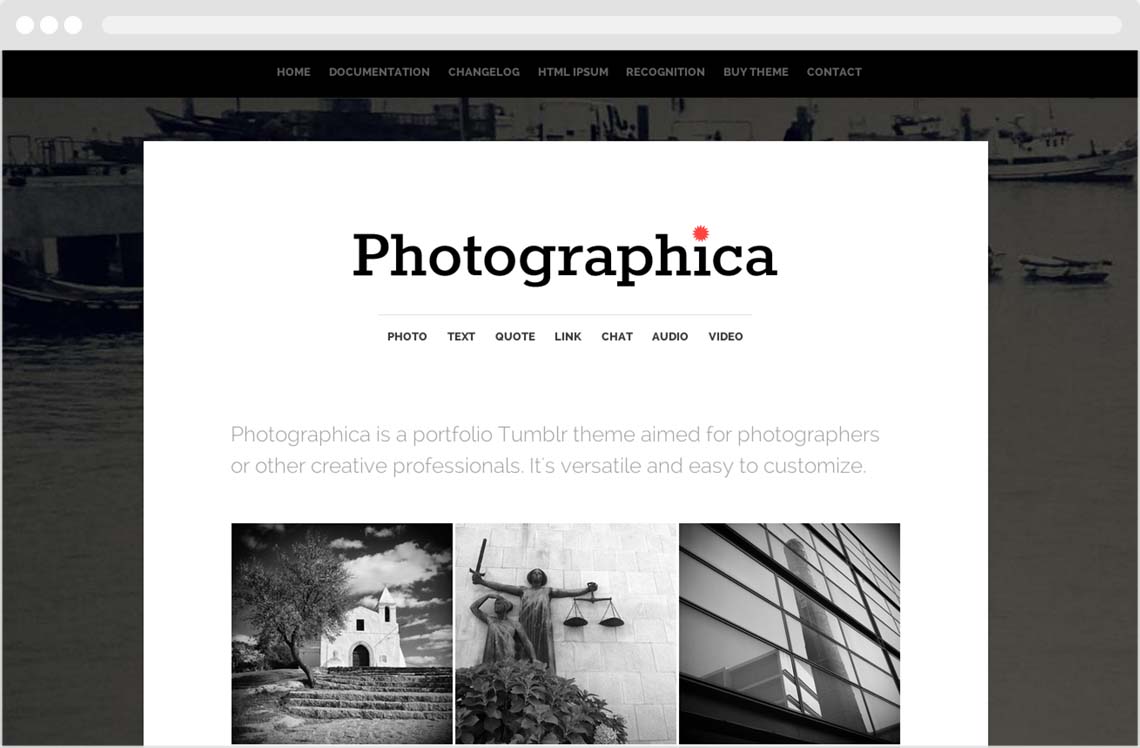 HOME DOCUMENTATION CHANGELOG HTML IPSUM RECOGNITION BUY THEME CONTACT
Photographica
PHOTO TEXT QUOTE LINK CHAT AUDIO VIDEO
Photographica is a portfolio Tumblr theme aimed for photographers
or other creative professionals. It's versatile and easy to customize.